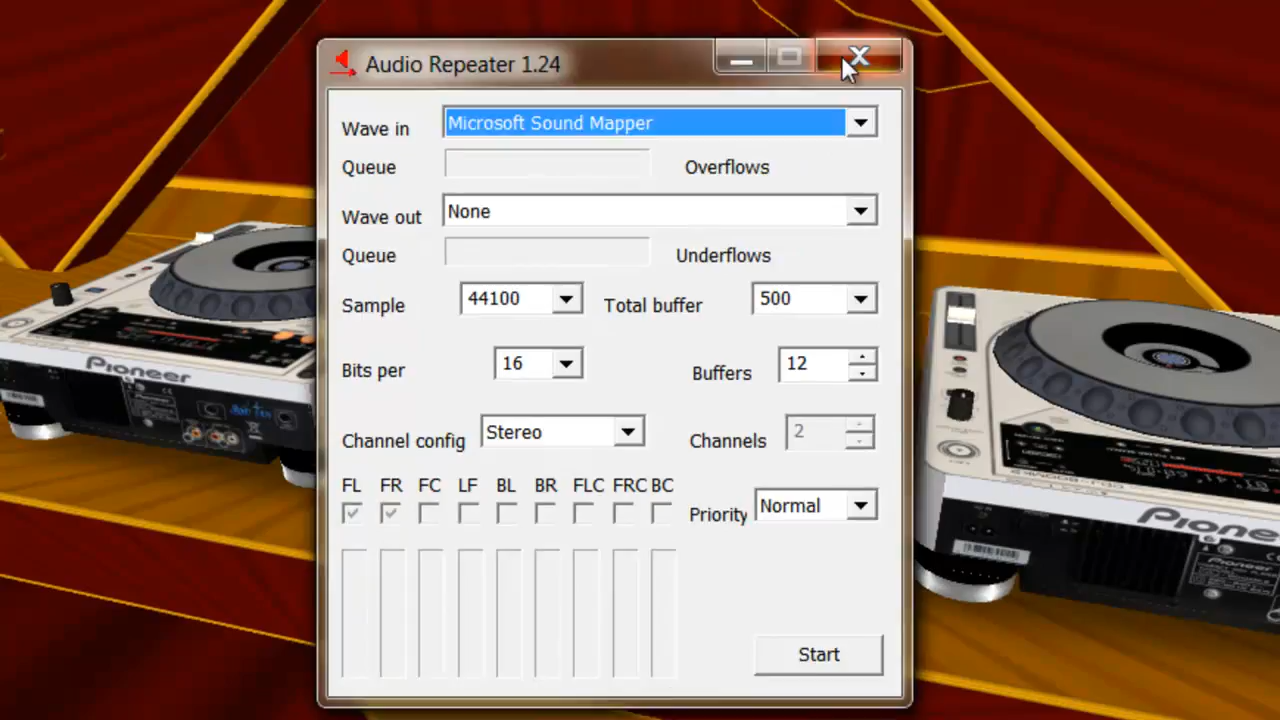 Audio Repeater 1.24
Wave in Microsoft Sound Mapper
Queue Overflows
Wave out None
Queue Underflows
Sample 44100 Total buffer 500
Bits per 16 Buffers 12
Channel config Stereo Channels 2
FL FR FC LF BL BR FLC FRC BC
Priority Normal
Start
Pioneer
Pioneer